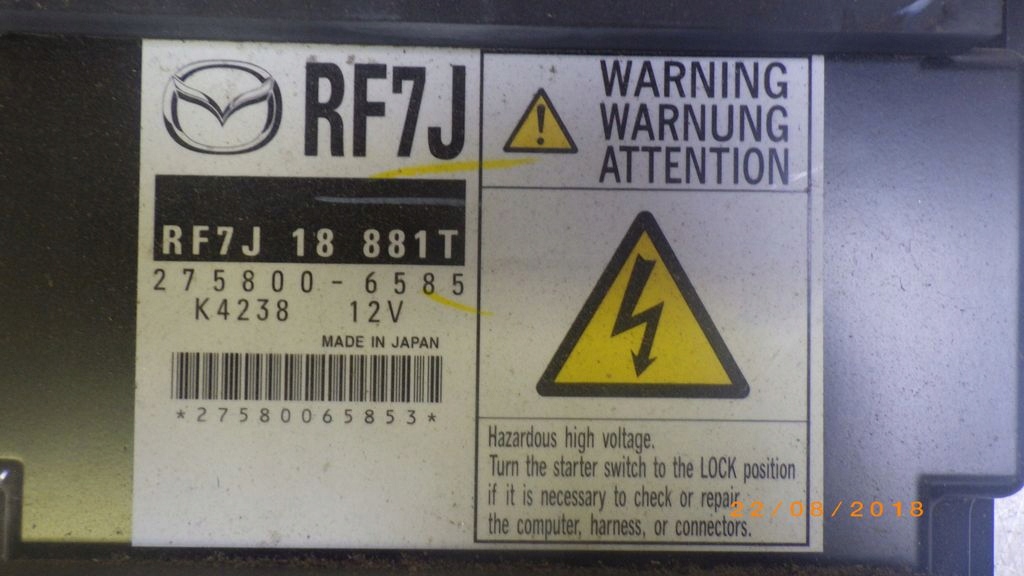 RF7J
RF7J 18 881T
275800-6585
K4238 12V
MADE IN JAPAN
*27580065853*
WARNING
WARNUNG
ATTENTION
Hazardous high voltage.
Turn the starter switch to the LOCK position
if it is necessary to check or repair
the computer, harness, or connectors.
22/08/2018